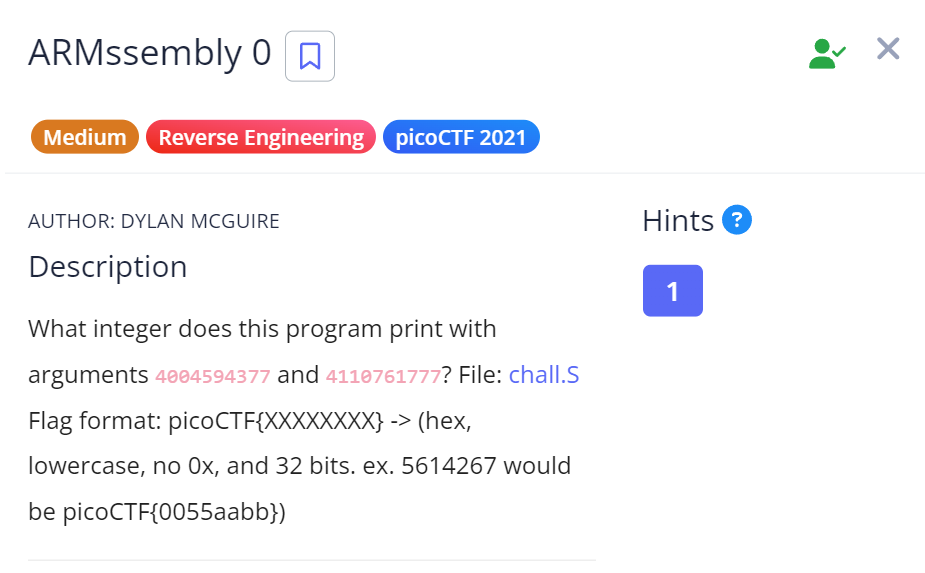 ARMssembly 0
Medium Reverse Engineering picoCTF 2021
AUTHOR: DYLAN MCGUIRE
Description
What integer does this program print with
arguments 4004594377 and 4110761777? File: chall.S
Flag format: picoCTF{XXXXXXXX} -> (hex,
lowercase, no 0x, and 32 bits. ex. 5614267 would
be picoCTF{0055aabb})
Hints ?
1